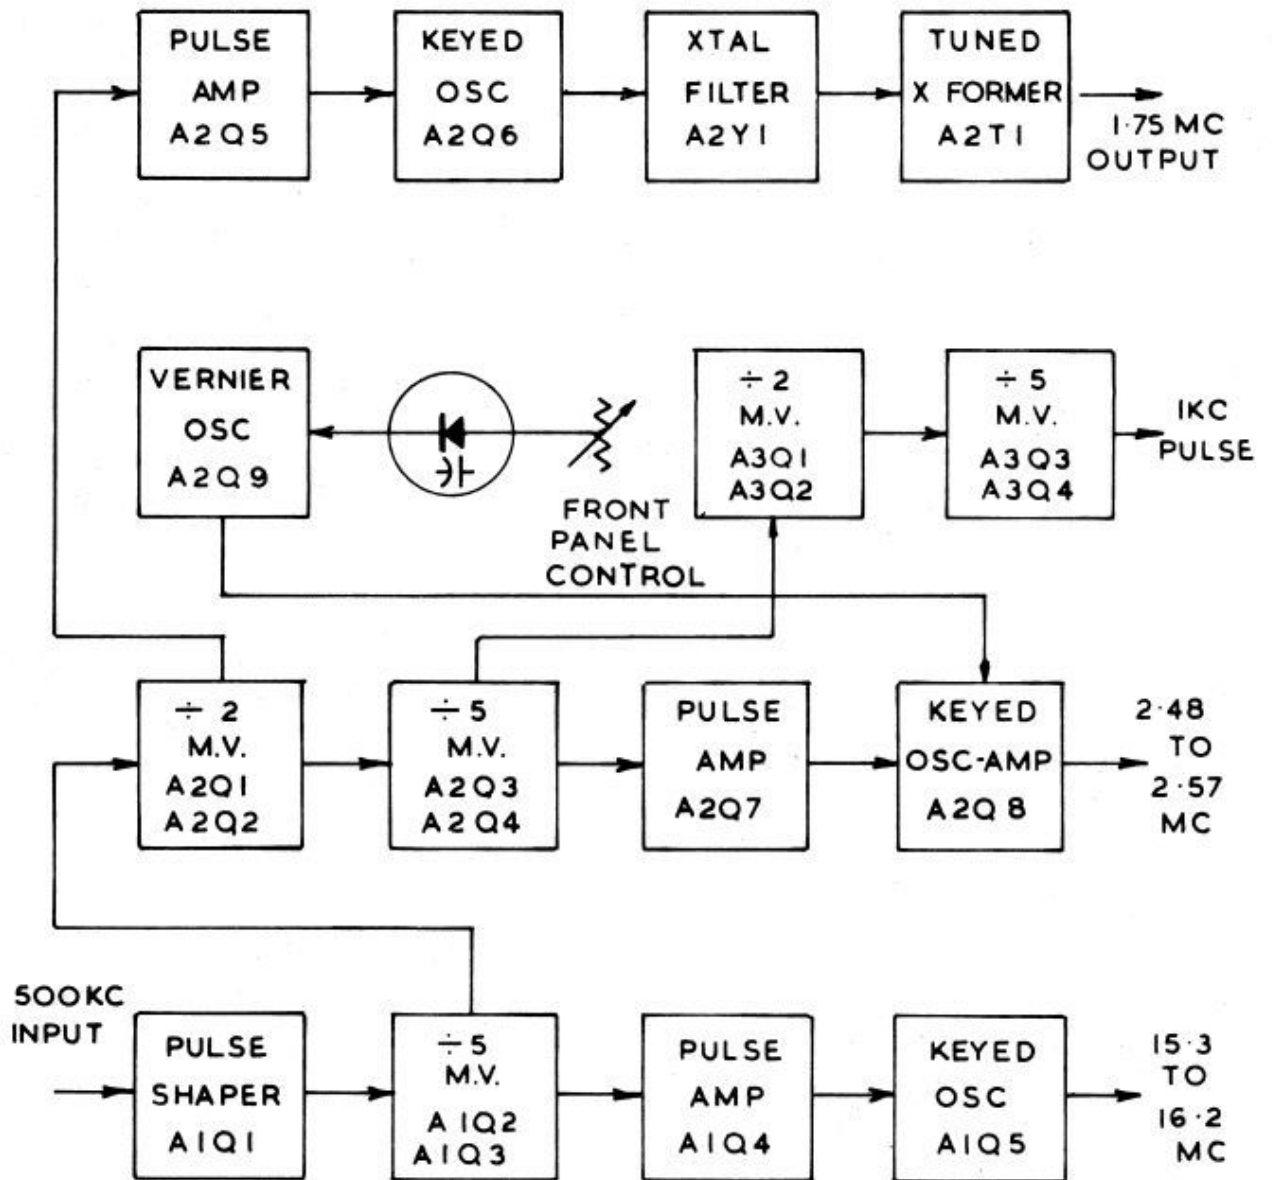 PULSE
AMP
A2Q5
KEYED
OSC
A2Q6
XTAL
FILTER
A2Y1
TUNED
X FORMER
A2T1
1·75 MC
OUTPUT
VERNIER
OSC
A2Q9
FRONT
PANEL
CONTROL
÷2
M.V.
A3Q1
A3Q2
÷5
M.V.
A3Q3
A3Q4
1KC
PULSE
÷2
M.V.
A2Q1
A2Q2
÷5
M.V.
A2Q3
A2Q4
PULSE
AMP
A2Q7
KEYED
OSC-AMP
A2Q8
2·48
TO
2·57
MC
500KC
INPUT
PULSE
SHAPER
A1Q1
÷5
M.V.
A1Q2
A1Q3
PULSE
AMP
A1Q4
KEYED
OSC
A1Q5
15·3
TO
16·2
MC